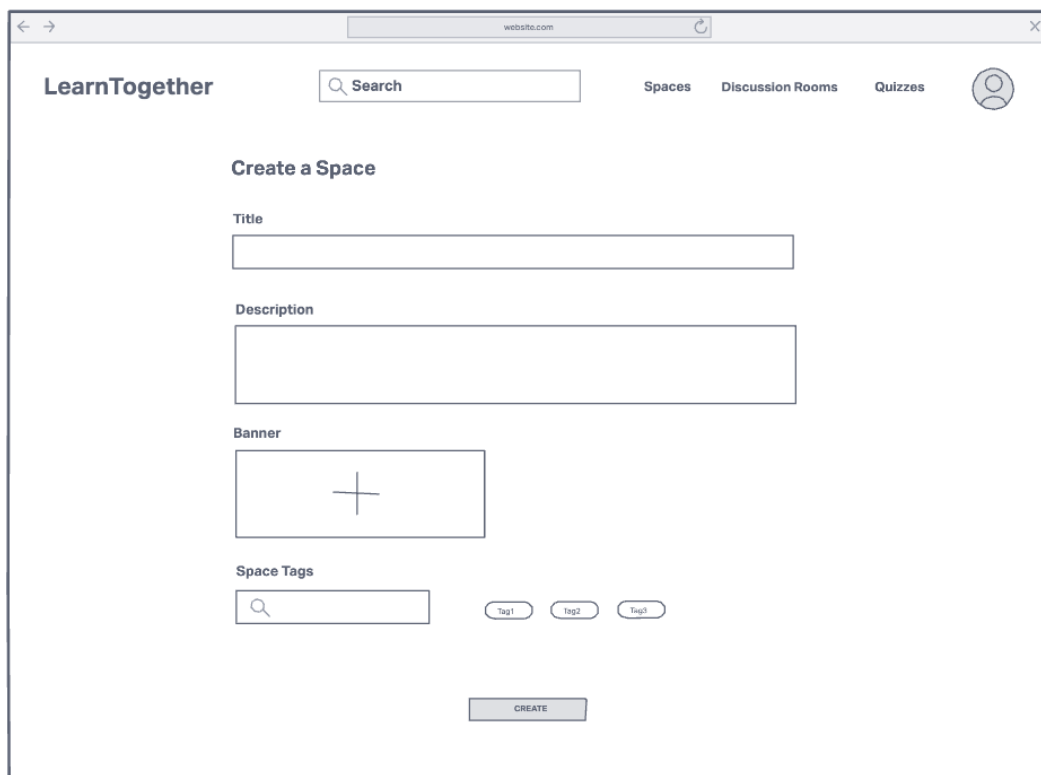 website.com
LearnTogether
Search
Spaces
Discussion Rooms
Quizzes
Create a Space
Title
Description
Banner
Space Tags
Tag1
Tag2
Tag3
CREATE